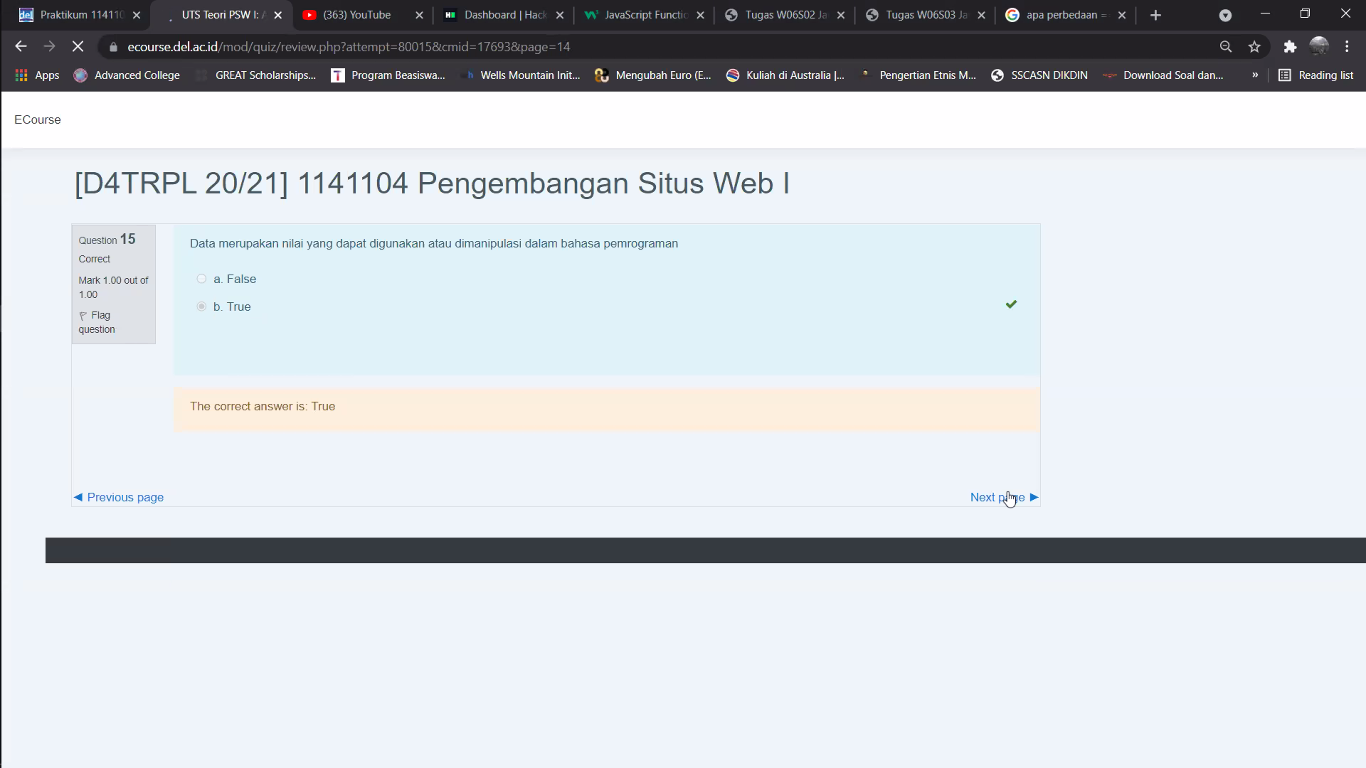 Praktikum 11411
UTS Teori PSW I:
(363) YouTube
Dashboard | Hack
JavaScript Functio
Tugas W06S02 Ja
Tugas W06S03 Ja
apa perbedaan =
ecourse.del.ac.id/mod/quiz/review.php?attempt=80015&cmid=17693&page=14
Apps
Advanced College
GREAT Scholarships...
Program Beasiswa...
Wells Mountain Init...
Mengubah Euro (E...
Kuliah di Australia |...
Pengertian Etnis M...
SSCASN DIKDIN
Download Soal dan...
»
Reading list
ECourse
[D4TRPL 20/21] 1141104 Pengembangan Situs Web I
Question 15
Correct
Mark 1.00 out of
1.00
Flag
question
Data merupakan nilai yang dapat digunakan atau dimanipulasi dalam bahasa pemrograman
a. False
b. True
The correct answer is: True
◄ Previous page
Next page ►